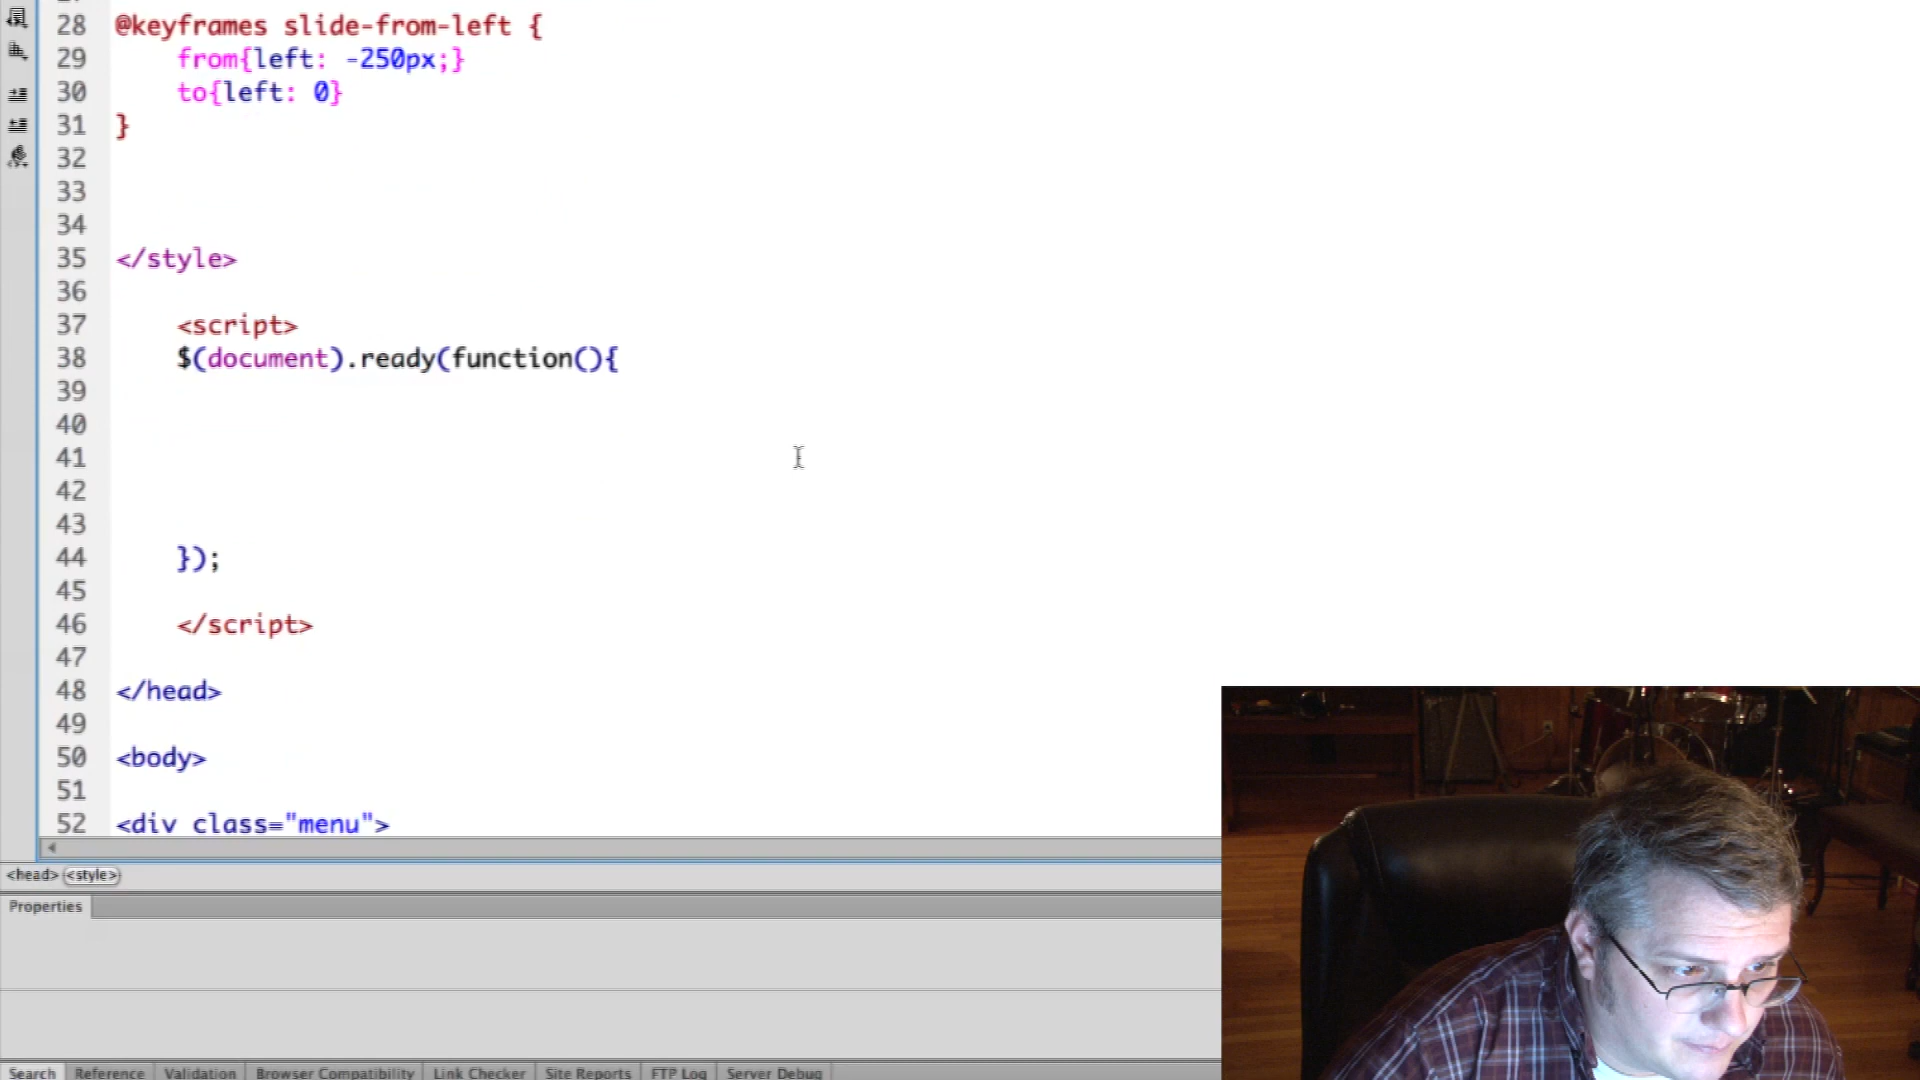 28 @keyframes slide-from-left {
29 from{left: -250px;}
30 to{left: 0}
31 }
32
33
34
35 </style>
36
37 <script>
38 $(document).ready(function(){
39
40
41
42
43
44 });
45
46 </script>
47
48 </head>
49
50 <body>
51
52 <div class="menu">
<head> <style>
Properties
Search Reference Validation Browser Compatibility Link Checker Site Reports FTP Log Server Debug